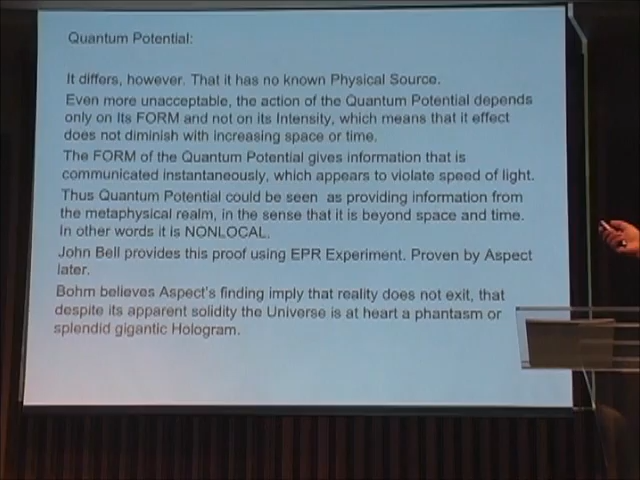 Quantum Potential:
It differs, however. That it has no known Physical Source.
Even more unacceptable, the action of the Quantum Potential depends
only on Its FORM and not on its Intensity, which means that it effect
does not diminish with increasing space or time.
The FORM of the Quantum Potential gives information that is
communicated instantaneously, which appears to violate speed of light.
Thus Quantum Potential could be seen as providing information from
the metaphysical realm, in the sense that it is beyond space and time.
In other words it is NONLOCAL.
John Bell provides this proof using EPR Experiment. Proven by Aspect
later.
Bohm believes Aspect's finding imply that reality does not exit, that
despite its apparent solidity the Universe is at heart a phantasm or
splendid gigantic Hologram.